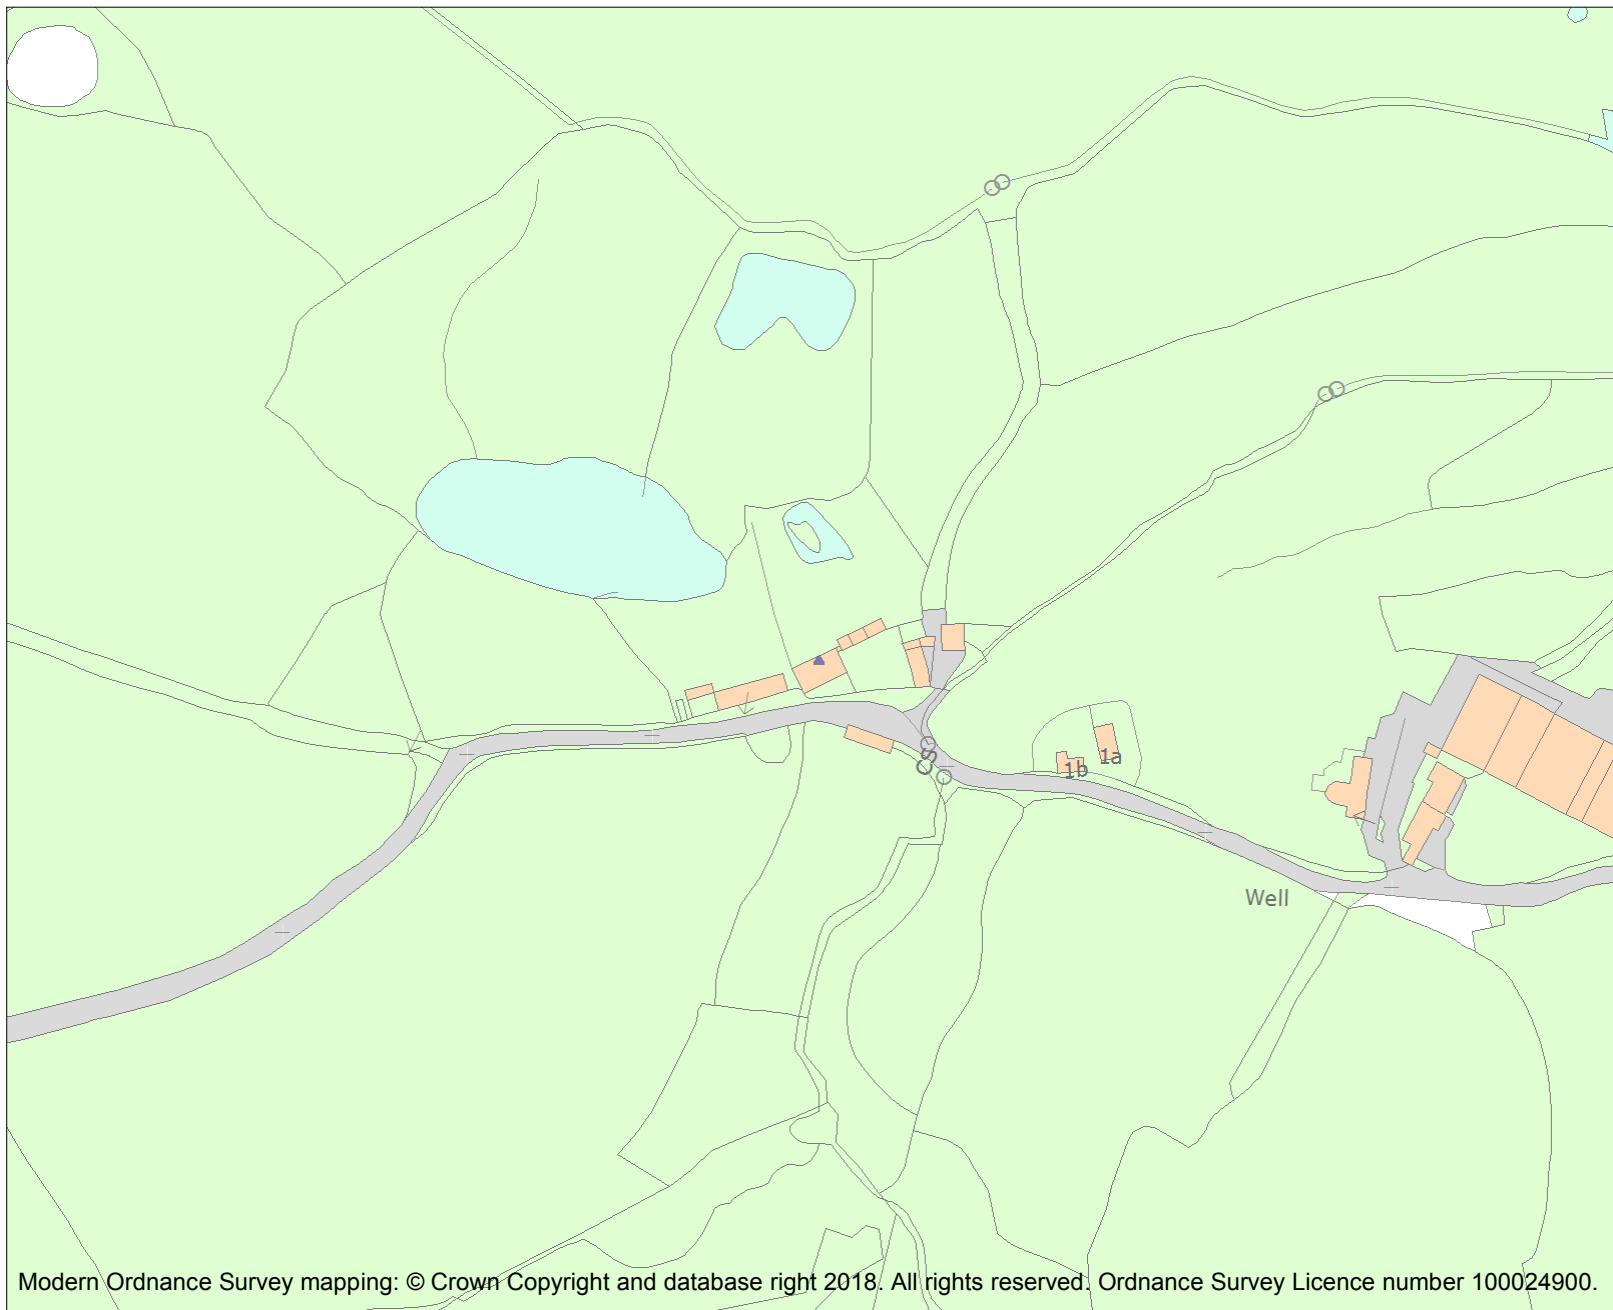 CS
1a
1b
Well
Modern Ordnance Survey mapping: © Crown Copyright and database right 2018. All rights reserved. Ordnance Survey Licence number 100024900.